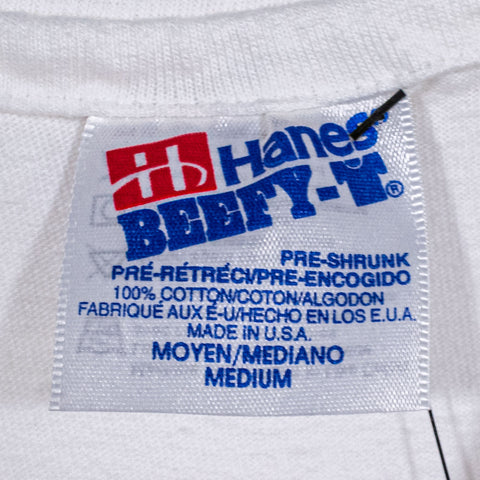 Hanes
BEEFY-T®
PRE-SHRUNK
PRÉ-RÉTRÉCI/PRE-ENCOGIDO
100% COTTON/COTON/ALGODON
FABRIQUÉ AUX É-U/HECHO EN LOS E.U.A.
MADE IN U.S.A.
MOYEN/MEDIANO
MEDIUM